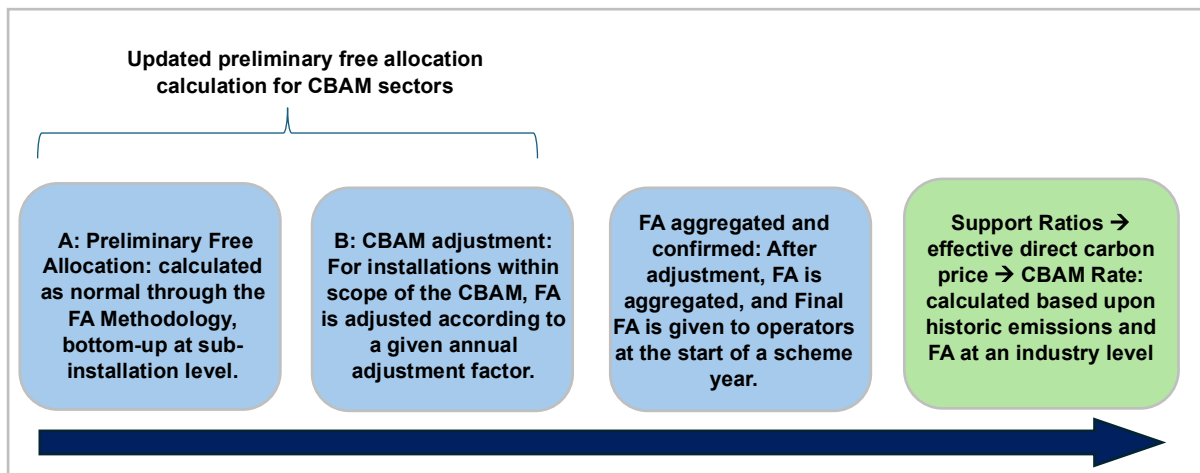 Updated preliminary free allocation
calculation for CBAM sectors
A: Preliminary Free
Allocation: calculated
as normal through the
FA Methodology,
bottom-up at sub-
installation level.
B: CBAM adjustment:
For installations within
scope of the CBAM, FA
is adjusted according to
a given annual
adjustment factor.
FA aggregated and
confirmed: After
adjustment, FA is
aggregated, and Final
FA is given to operators
at the start of a scheme
year.
Support Ratios →
effective direct carbon
price → CBAM Rate:
calculated based upon
historic emissions and
FA at an industry level